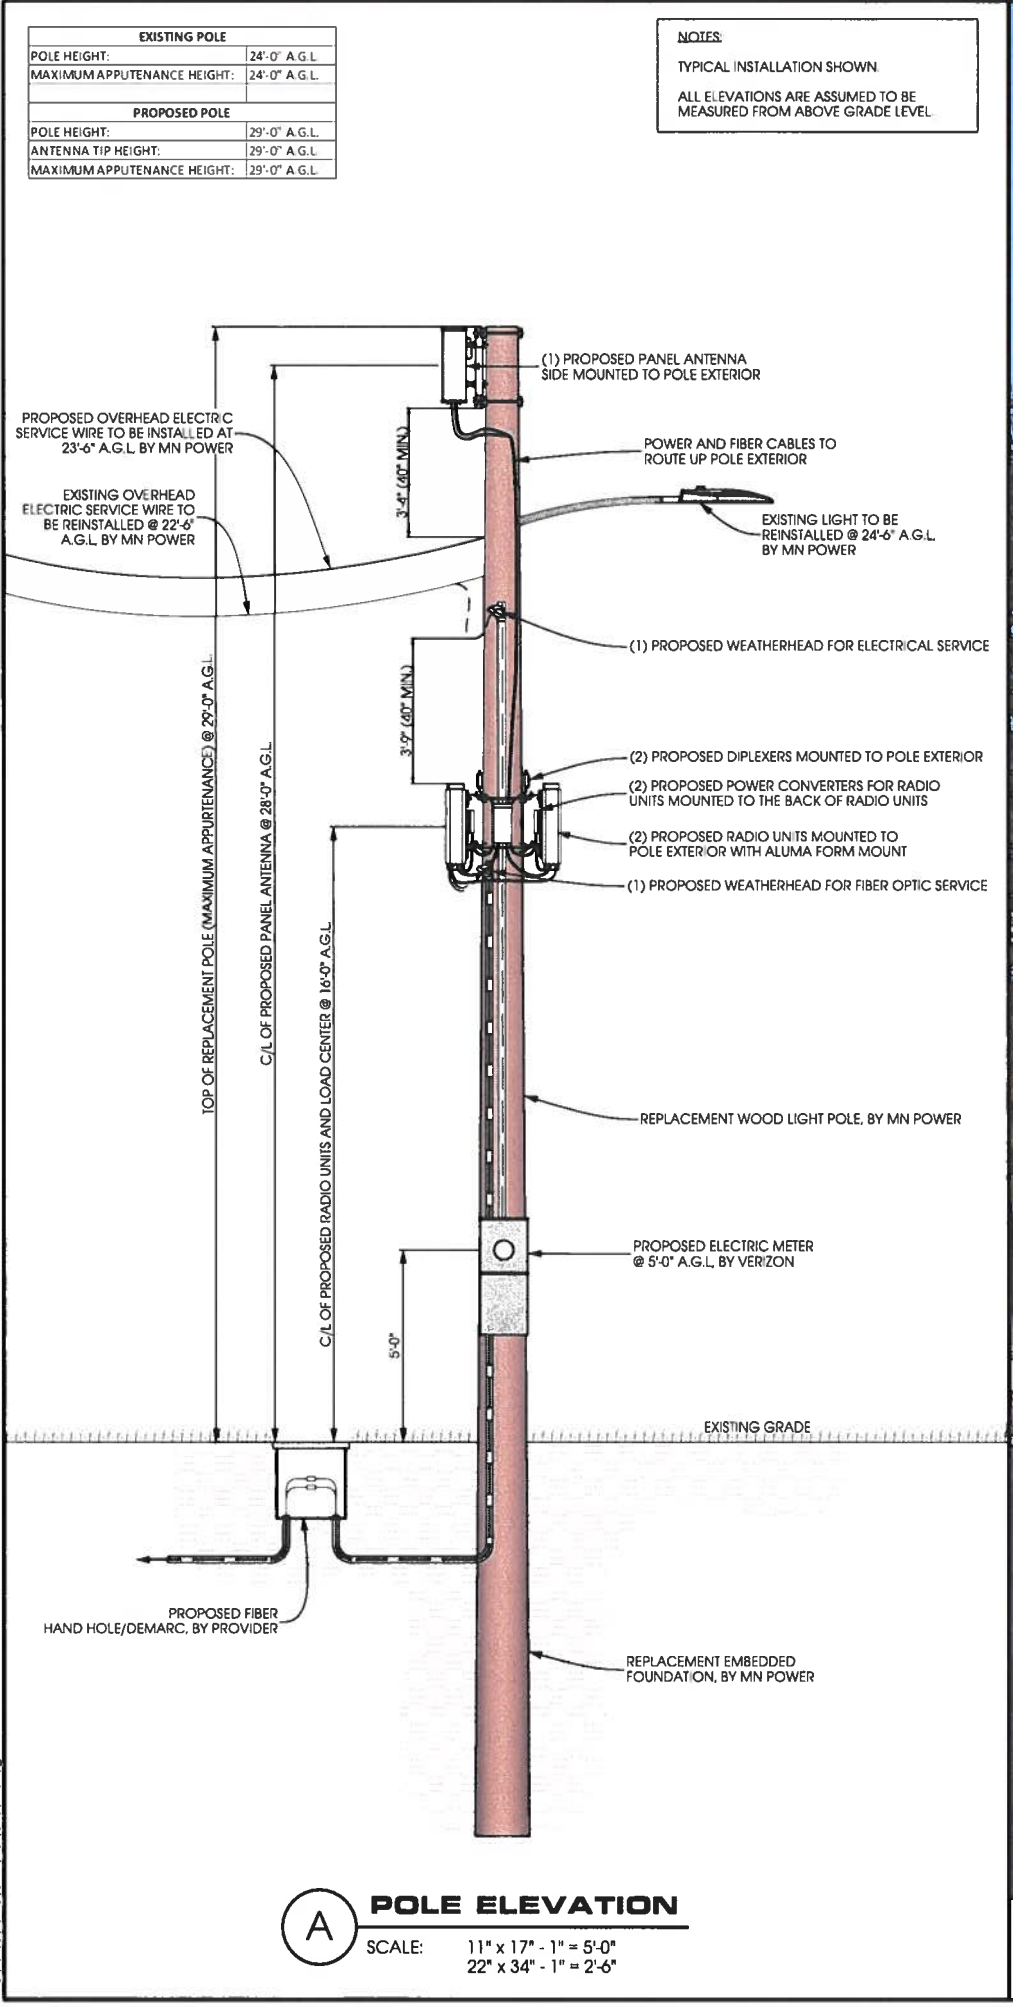 EXISTING POLE
POLE HEIGHT: 24'-0" A.G.L.
MAXIMUM APPUTENANCE HEIGHT: 24'-0" A.G.L.
PROPOSED POLE
POLE HEIGHT: 29'-0" A.G.L.
ANTENNA TIP HEIGHT: 29'-0" A.G.L.
MAXIMUM APPUTENANCE HEIGHT: 29'-0" A.G.L.
NOTES:
TYPICAL INSTALLATION SHOWN.
ALL ELEVATIONS ARE ASSUMED TO BE
MEASURED FROM ABOVE GRADE LEVEL
(1) PROPOSED PANEL ANTENNA
SIDE MOUNTED TO POLE EXTERIOR
PROPOSED OVERHEAD ELECTRIC
SERVICE WIRE TO BE INSTALLED AT
23'-6" A.G.L, BY MN POWER
POWER AND FIBER CABLES TO
ROUTE UP POLE EXTERIOR
3'-4" (40" MIN.)
EXISTING OVERHEAD
ELECTRIC SERVICE WIRE TO
BE REINSTALLED @ 22'-6"
A.G.L, BY MN POWER
EXISTING LIGHT TO BE
REINSTALLED @ 24'-6" A.G.L,
BY MN POWER
(1) PROPOSED WEATHERHEAD FOR ELECTRICAL SERVICE
3'-9" (40" MIN.)
(2) PROPOSED DIPLEXERS MOUNTED TO POLE EXTERIOR
(2) PROPOSED POWER CONVERTERS FOR RADIO
UNITS MOUNTED TO THE BACK OF RADIO UNITS
(2) PROPOSED RADIO UNITS MOUNTED TO
POLE EXTERIOR WITH ALUMA FORM MOUNT
(1) PROPOSED WEATHERHEAD FOR FIBER OPTIC SERVICE
TOP OF REPLACEMENT POLE (MAXIMUM APPURTENANCE) @ 29'-0" A.G.L.
C/L OF PROPOSED PANEL ANTENNA @ 28'-0" A.G.L.
C/L OF PROPOSED RADIO UNITS AND LOAD CENTER @ 16'-0" A.G.L
REPLACEMENT WOOD LIGHT POLE, BY MN POWER
PROPOSED ELECTRIC METER
@ 5'-0" A.G.L, BY VERIZON
5'-0"
EXISTING GRADE
PROPOSED FIBER
HAND HOLE/DEMARC, BY PROVIDER
REPLACEMENT EMBEDDED
FOUNDATION, BY MN POWER
A
POLE ELEVATION
SCALE: 11" x 17" - 1" = 5'-0"
22" x 34" - 1" = 2'-6"